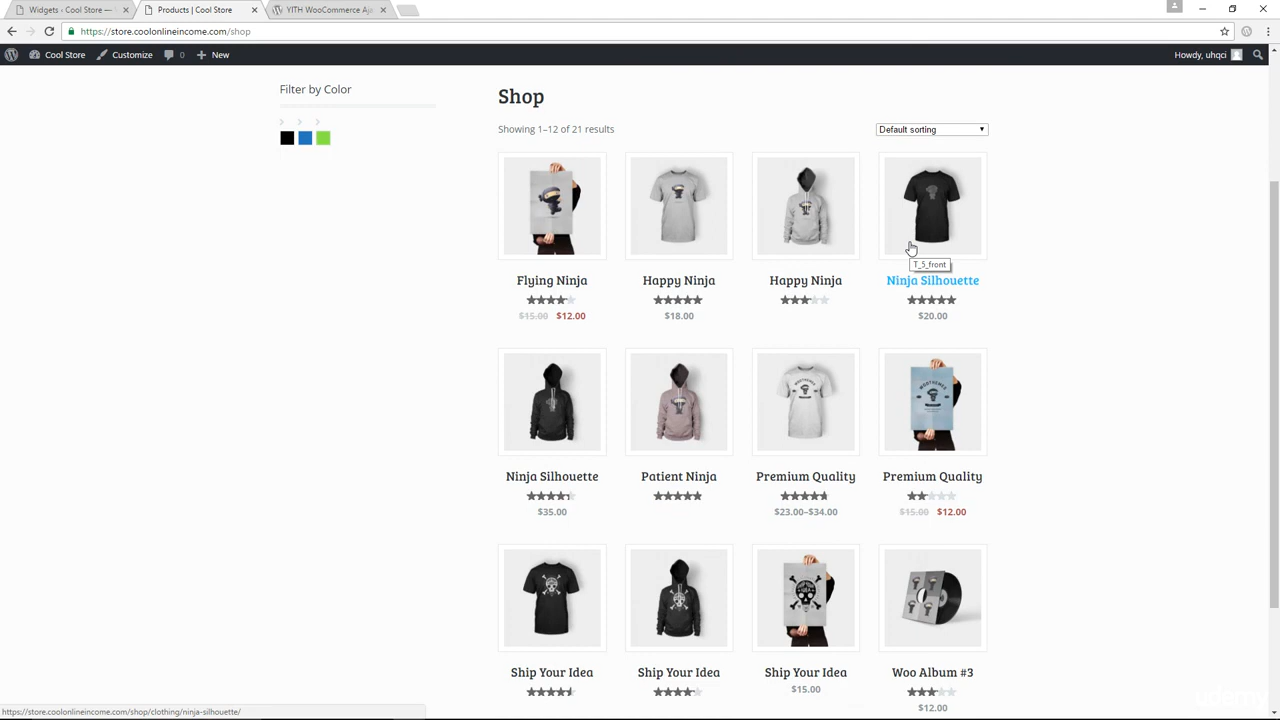 Widgets ‹ Cool Store —
Products | Cool Store
YITH WooCommerce Aja
https://store.coolonlineincome.com/shop
Cool Store
Customize
0
New
Howdy, uhqci
Filter by Color
Shop
Showing 1–12 of 21 results
Default sorting
T_5_front
Flying Ninja
Happy Ninja
Happy Ninja
Ninja Silhouette
$15.00 $12.00
$18.00
$20.00
Ninja Silhouette
Patient Ninja
Premium Quality
Premium Quality
$35.00
$23.00–$34.00
$15.00 $12.00
Ship Your Idea
Ship Your Idea
Ship Your Idea
Woo Album #3
$15.00
$12.00
https://store.coolonlineincome.com/shop/clothing/ninja-silhouette/
udemy